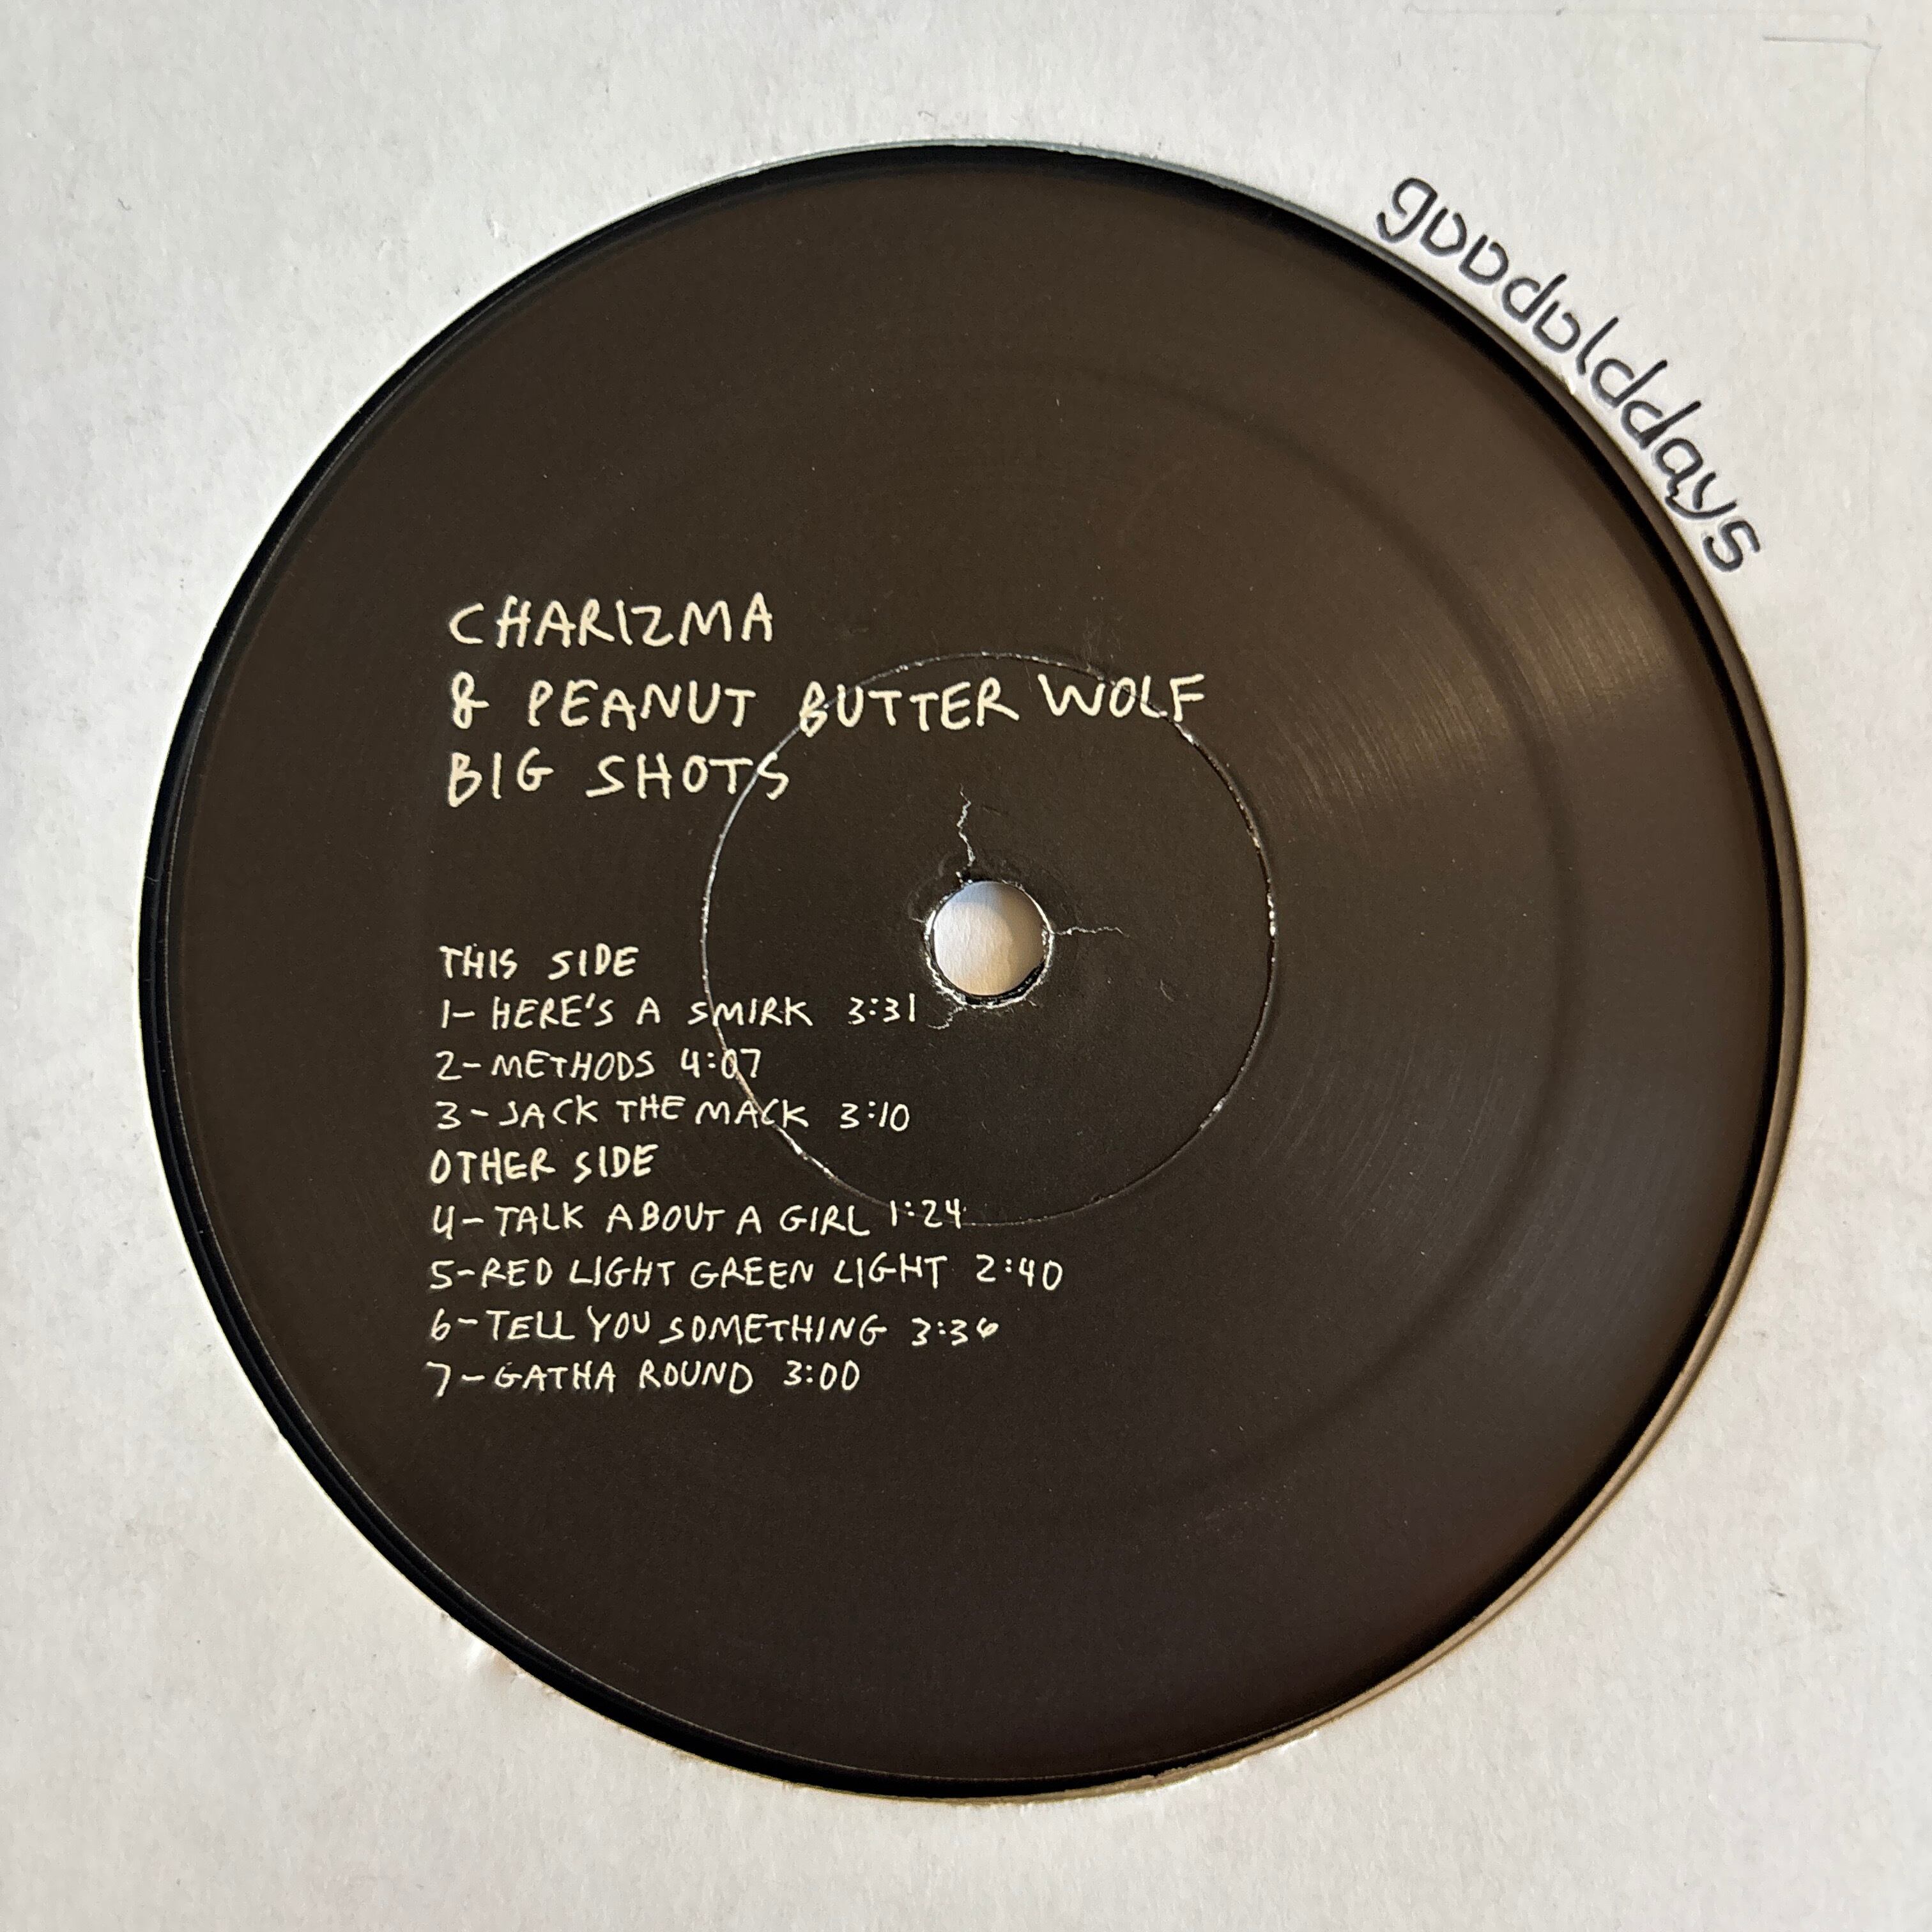 gooddolddays
CHARIZMA
& PEANUT BUTTER WOLF
BIG SHOTS
THIS SIDE
1- HERE'S A SMIRK 3:31
2- METHODS 4:07
3- JACK THE MACK 3:10
OTHER SIDE
4- TALK ABOUT A GIRL 1:24
5- RED LIGHT GREEN LIGHT 2:40
6- TELL YOU SOMETHING 3:36
7- GATHA ROUND 3:00